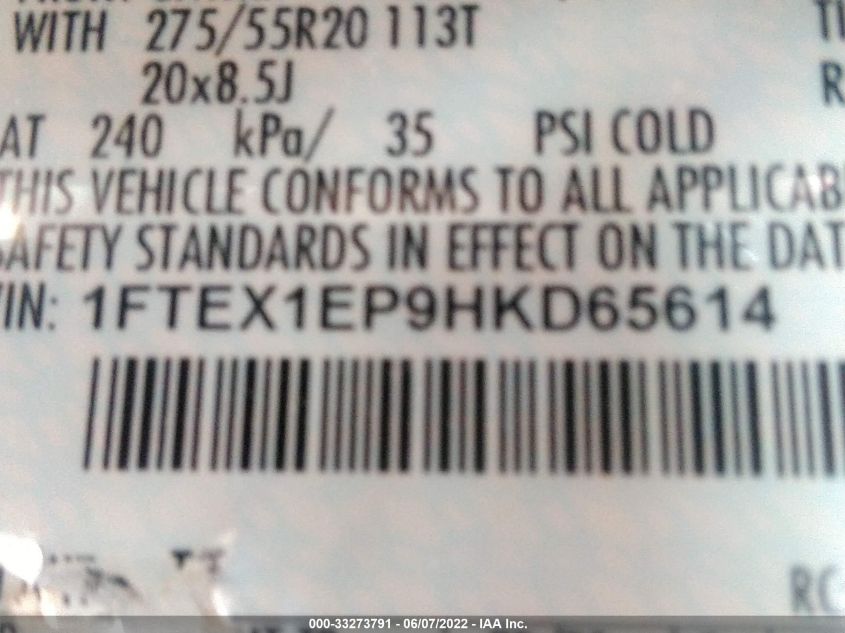 WITH 275/55R20 113T
20x8.5J
AT 240 kPa/ 35 PSI COLD
THIS VEHICLE CONFORMS TO ALL APPLICAB
SAFETY STANDARDS IN EFFECT ON THE DAT
VIN: 1FTEX1EP9HKD65614
RC
000-33273791 - 06/07/2022 - IAA Inc.